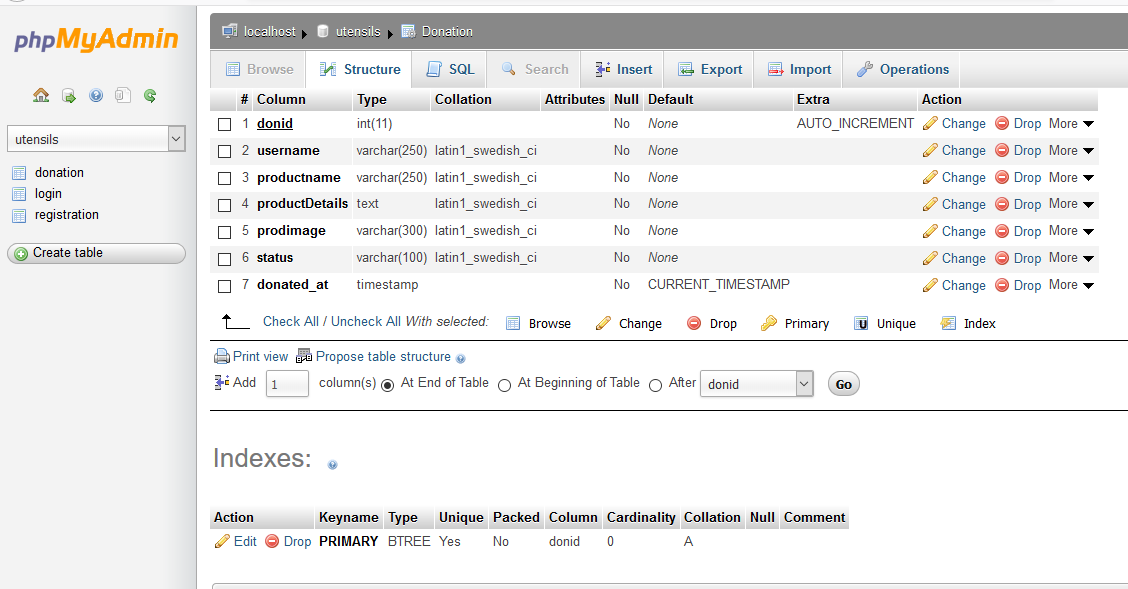 phpMyAdmin
utensils
donation
login
registration
Create table
localhost utensils Donation
Browse Structure SQL Search Insert Export Import Operations
# Column Type Collation Attributes Null Default Extra Action
1 donid int(11) No None AUTO_INCREMENT Change Drop More
2 username varchar(250) latin1_swedish_ci No None Change Drop More
3 productname varchar(250) latin1_swedish_ci No None Change Drop More
4 productDetails text latin1_swedish_ci No None Change Drop More
5 prodimage varchar(300) latin1_swedish_ci No None Change Drop More
6 status varchar(100) latin1_swedish_ci No None Change Drop More
7 donated_at timestamp No CURRENT_TIMESTAMP Change Drop More
Check All / Uncheck All With selected: Browse Change Drop Primary Unique Index
Print view Propose table structure
Add 1 column(s) At End of Table At Beginning of Table After donid Go
Indexes:
Action Keyname Type Unique Packed Column Cardinality Collation Null Comment
Edit Drop PRIMARY BTREE Yes No donid 0 A